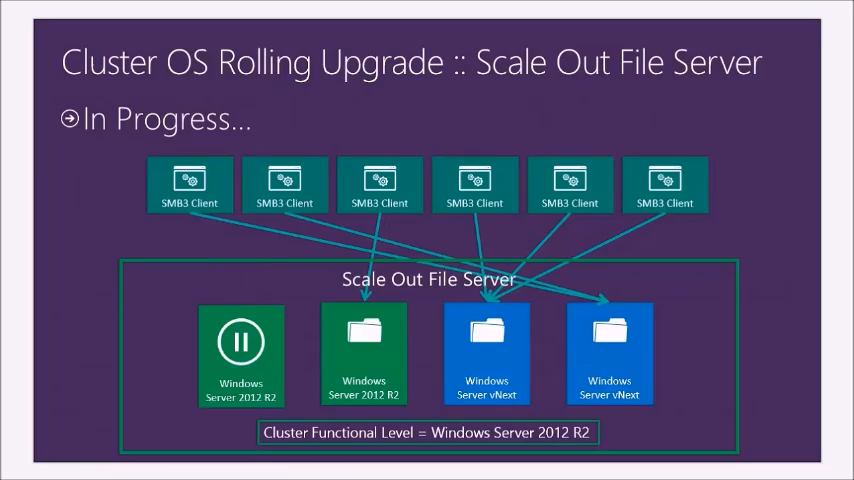 Cluster OS Rolling Upgrade :: Scale Out File Server
In Progress...
SMB3 Client
SMB3 Client
SMB3 Client
SMB3 Client
SMB3 Client
SMB3 Client
Scale Out File Server
Windows
Server 2012 R2
Windows
Server 2012 R2
Windows
Server vNext
Windows
Server vNext
Cluster Functional Level = Windows Server 2012 R2